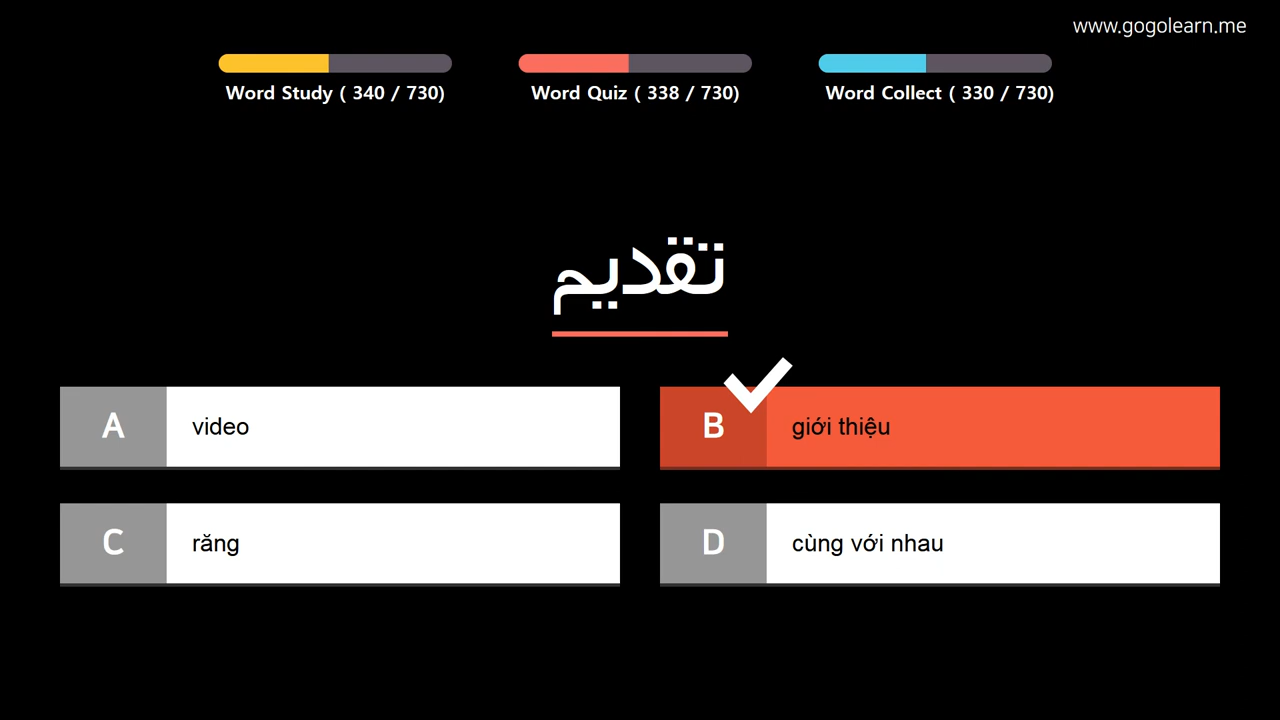 www.gogolearn.me
Word Study ( 340 / 730)
Word Quiz ( 338 / 730)
Word Collect ( 330 / 730)
تقديم
A video
B giới thiệu
C răng
D cùng với nhau